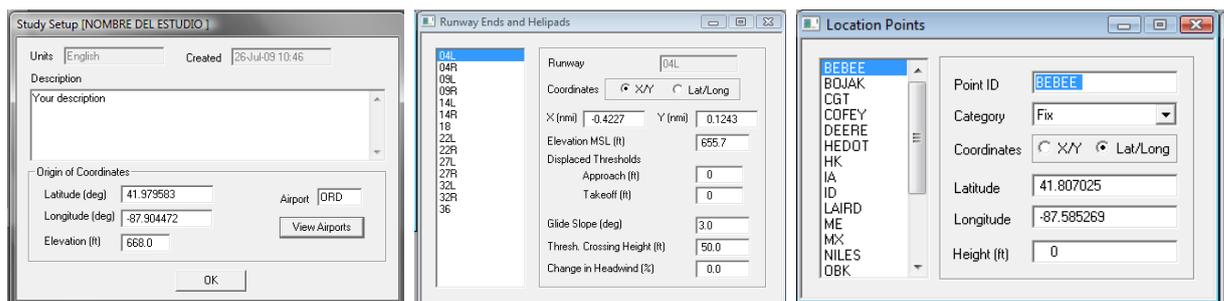 Study Setup [NOMBRE DEL ESTUDIO ]
Units English Created 26-Jul-09 10:46
Description
Your description
Origin of Coordinates
Latitude (deg) 41.979583 Airport ORD
Longitude (deg) -87.904472 View Airports
Elevation (ft) 668.0
OK
Runway Ends and Helipads
04L
04R
09L
09R
14L
14R
18
22L
22R
27L
27R
32L
32R
36
Runway 04L
Coordinates X/Y Lat/Long
X (nmi) -0.4227 Y (nmi) 0.1243
Elevation MSL (ft) 655.7
Displaced Thresholds
Approach (ft) 0
Takeoff (ft) 0
Glide Slope (deg) 3.0
Thresh. Crossing Height (ft) 50.0
Change in Headwind (%) 0.0
Location Points
BEBEE
BOJAK
CGT
COFEY
DEERE
HEDOT
HK
IA
ID
LAIRD
ME
MX
NILES
OBK
Point ID BEBEE
Category Fix
Coordinates X/Y Lat/Long
Latitude 41.807025
Longitude -87.585269
Height (ft) 0